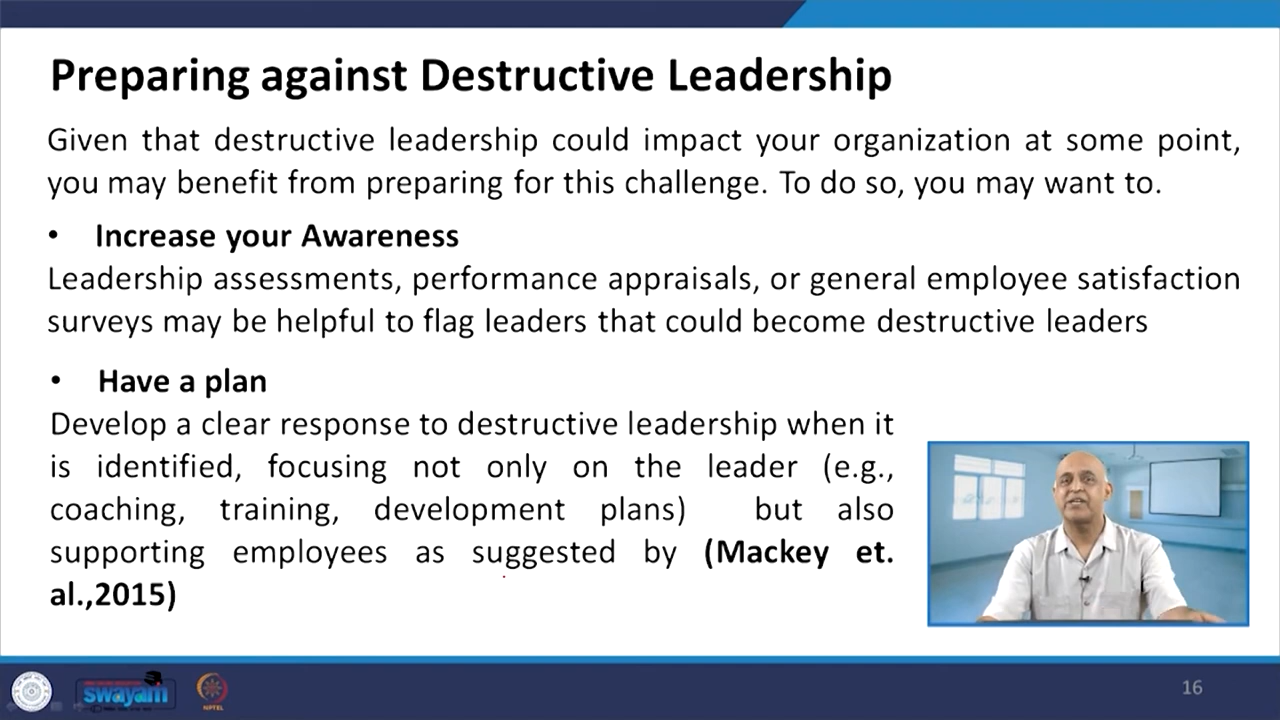 Preparing against Destructive Leadership
Given that destructive leadership could impact your organization at some point,
you may benefit from preparing for this challenge. To do so, you may want to.
• Increase your Awareness
Leadership assessments, performance appraisals, or general employee satisfaction
surveys may be helpful to flag leaders that could become destructive leaders
• Have a plan
Develop a clear response to destructive leadership when it
is identified, focusing not only on the leader (e.g.,
coaching, training, development plans) but also
supporting employees as suggested by (Mackey et.
al.,2015)
swayam
NPTEL
16